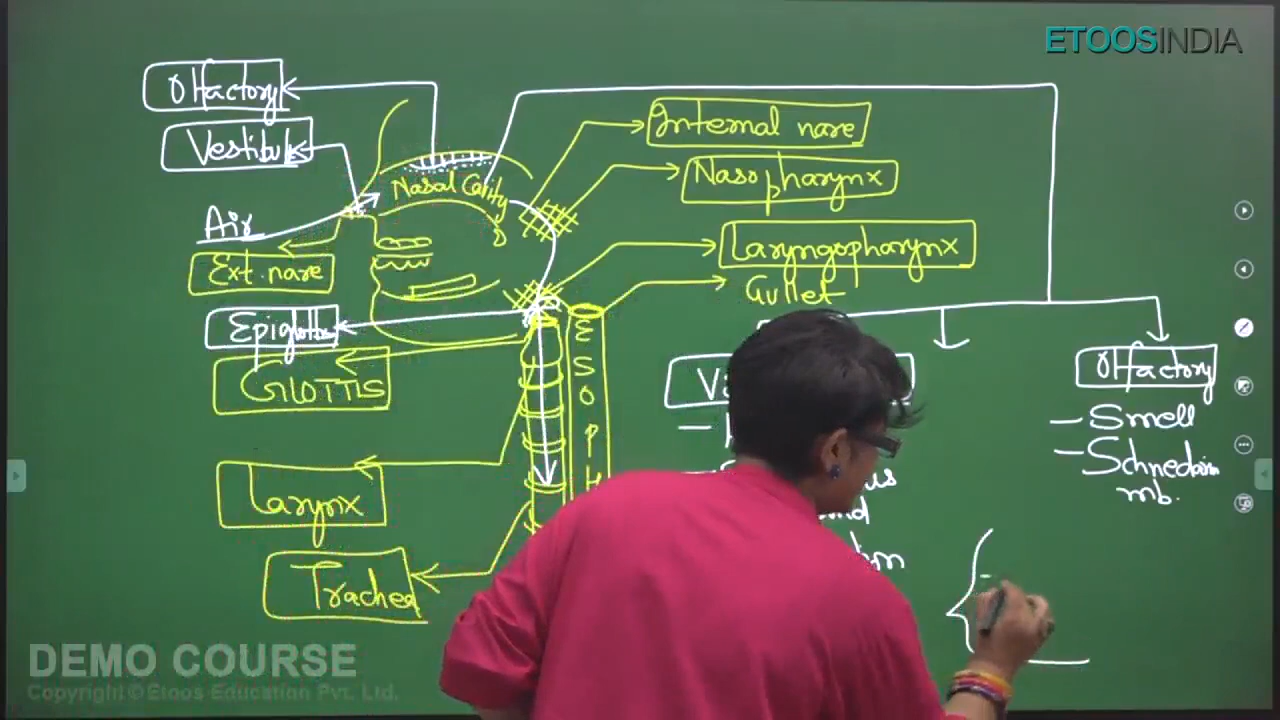 ETOOSINDIA
Olfactory
Vestibule
Air
Ext. nare
Epiglottis
GLOTTIS
Larynx
Trachea
Nasal Cavity
Internal nare
Nasopharynx
Laryngopharynx
Gullet
E
S
O
P
H
Olfactory
- Smell
- Schnedarin
mb.
DEMO COURSE
Copyright © Etoos Education Pvt. Ltd.